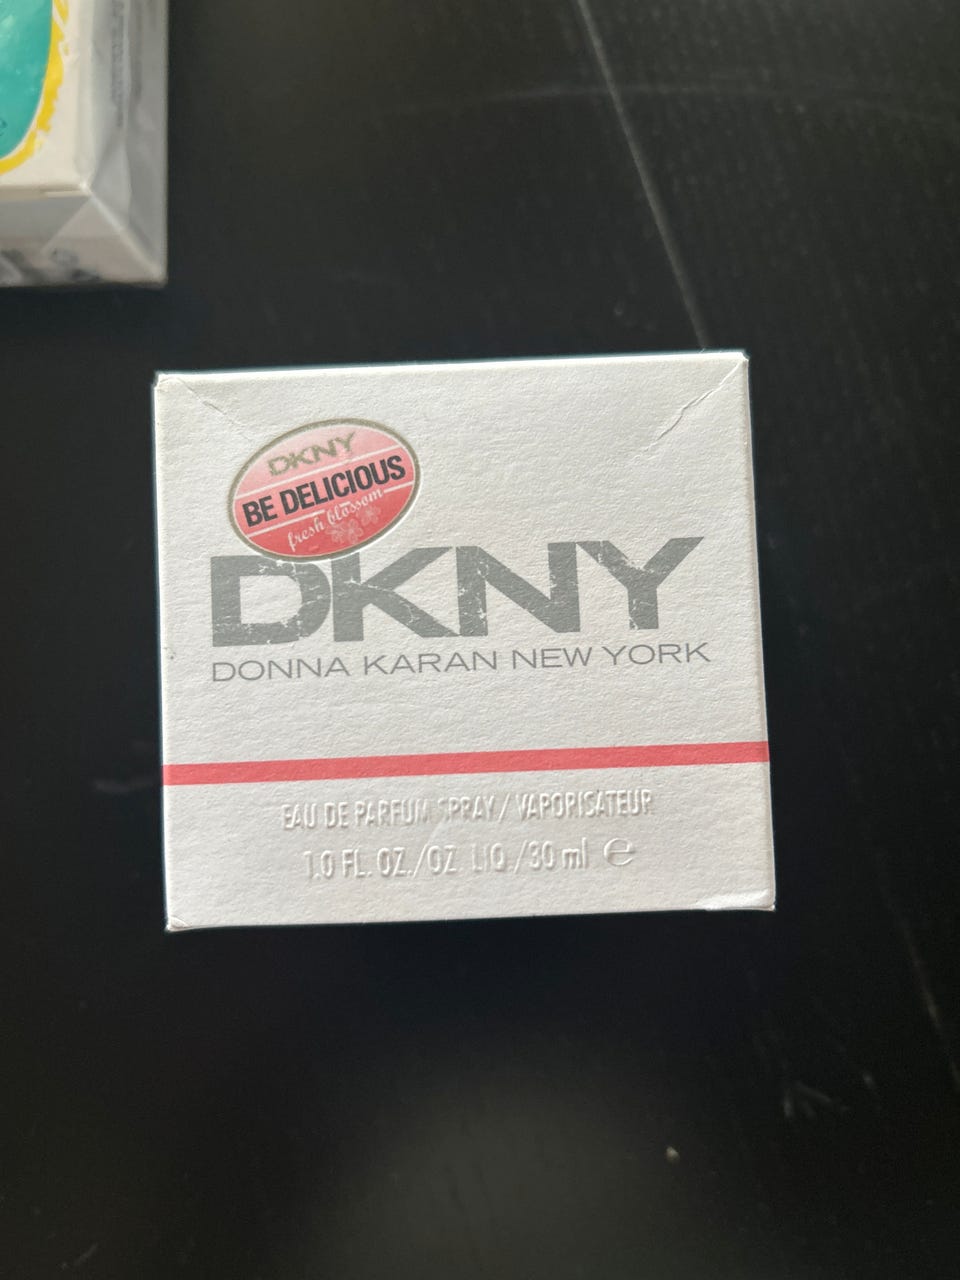 DKNY
BE DELICIOUS
fresh blossom
DKNY
DONNA KARAN NEW YORK
EAU DE PARFUM SPRAY / VAPORISATEUR
1.0 FL. OZ./OZ LIQ./30 ml ℮